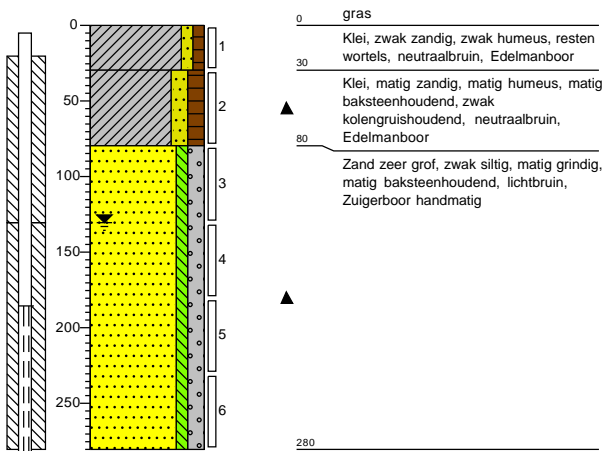 0
50
100
150
200
250
1
2
3
4
5
6
0
gras
Klei, zwak zandig, zwak humeus, resten
wortels, neutraalbruin, Edelmanboor
30
Klei, matig zandig, matig humeus, matig
baksteenhoudend, zwak
kolengruishoudend, neutraalbruin,
Edelmanboor
80
Zand zeer grof, zwak siltig, matig grindig,
matig baksteenhoudend, lichtbruin,
Zuigerboor handmatig
280